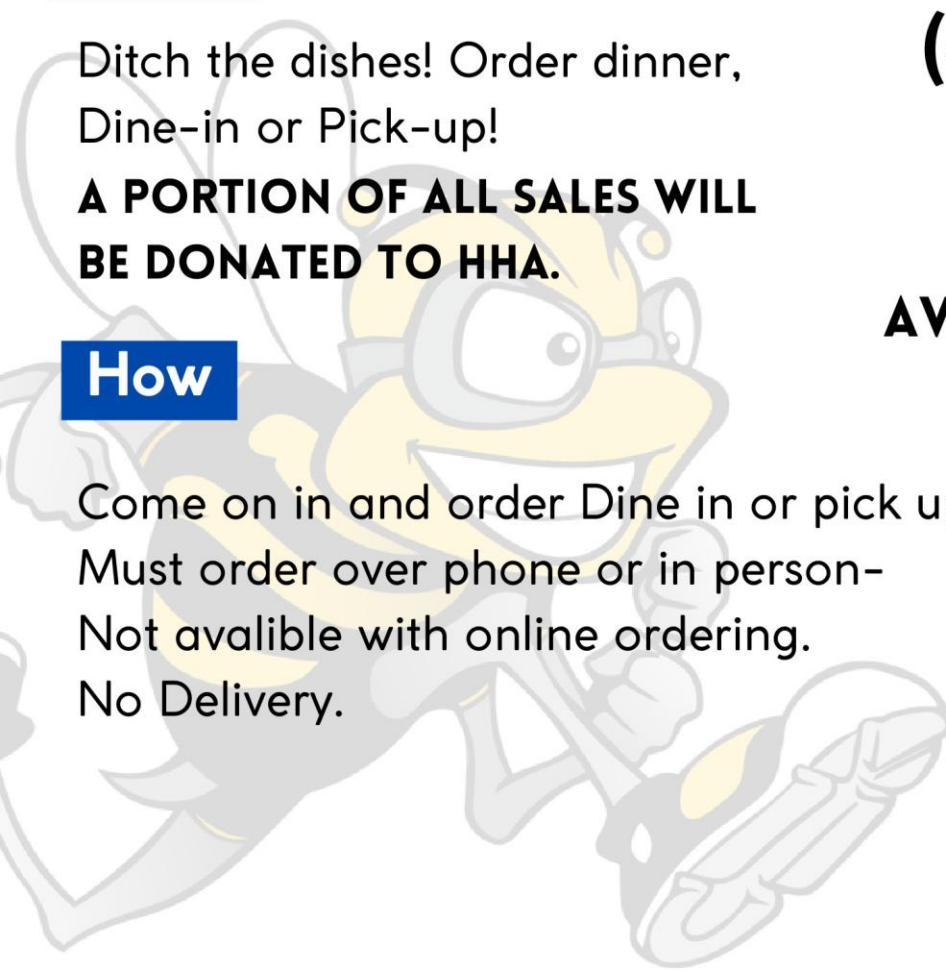 Ditch the dishes! Order dinner,
Dine-in or Pick-up!
A PORTION OF ALL SALES WILL
BE DONATED TO HHA.
How
Come on in and order Dine in or pick
Must order over phone or in person-
Not avalible with online ordering.
No Delivery.